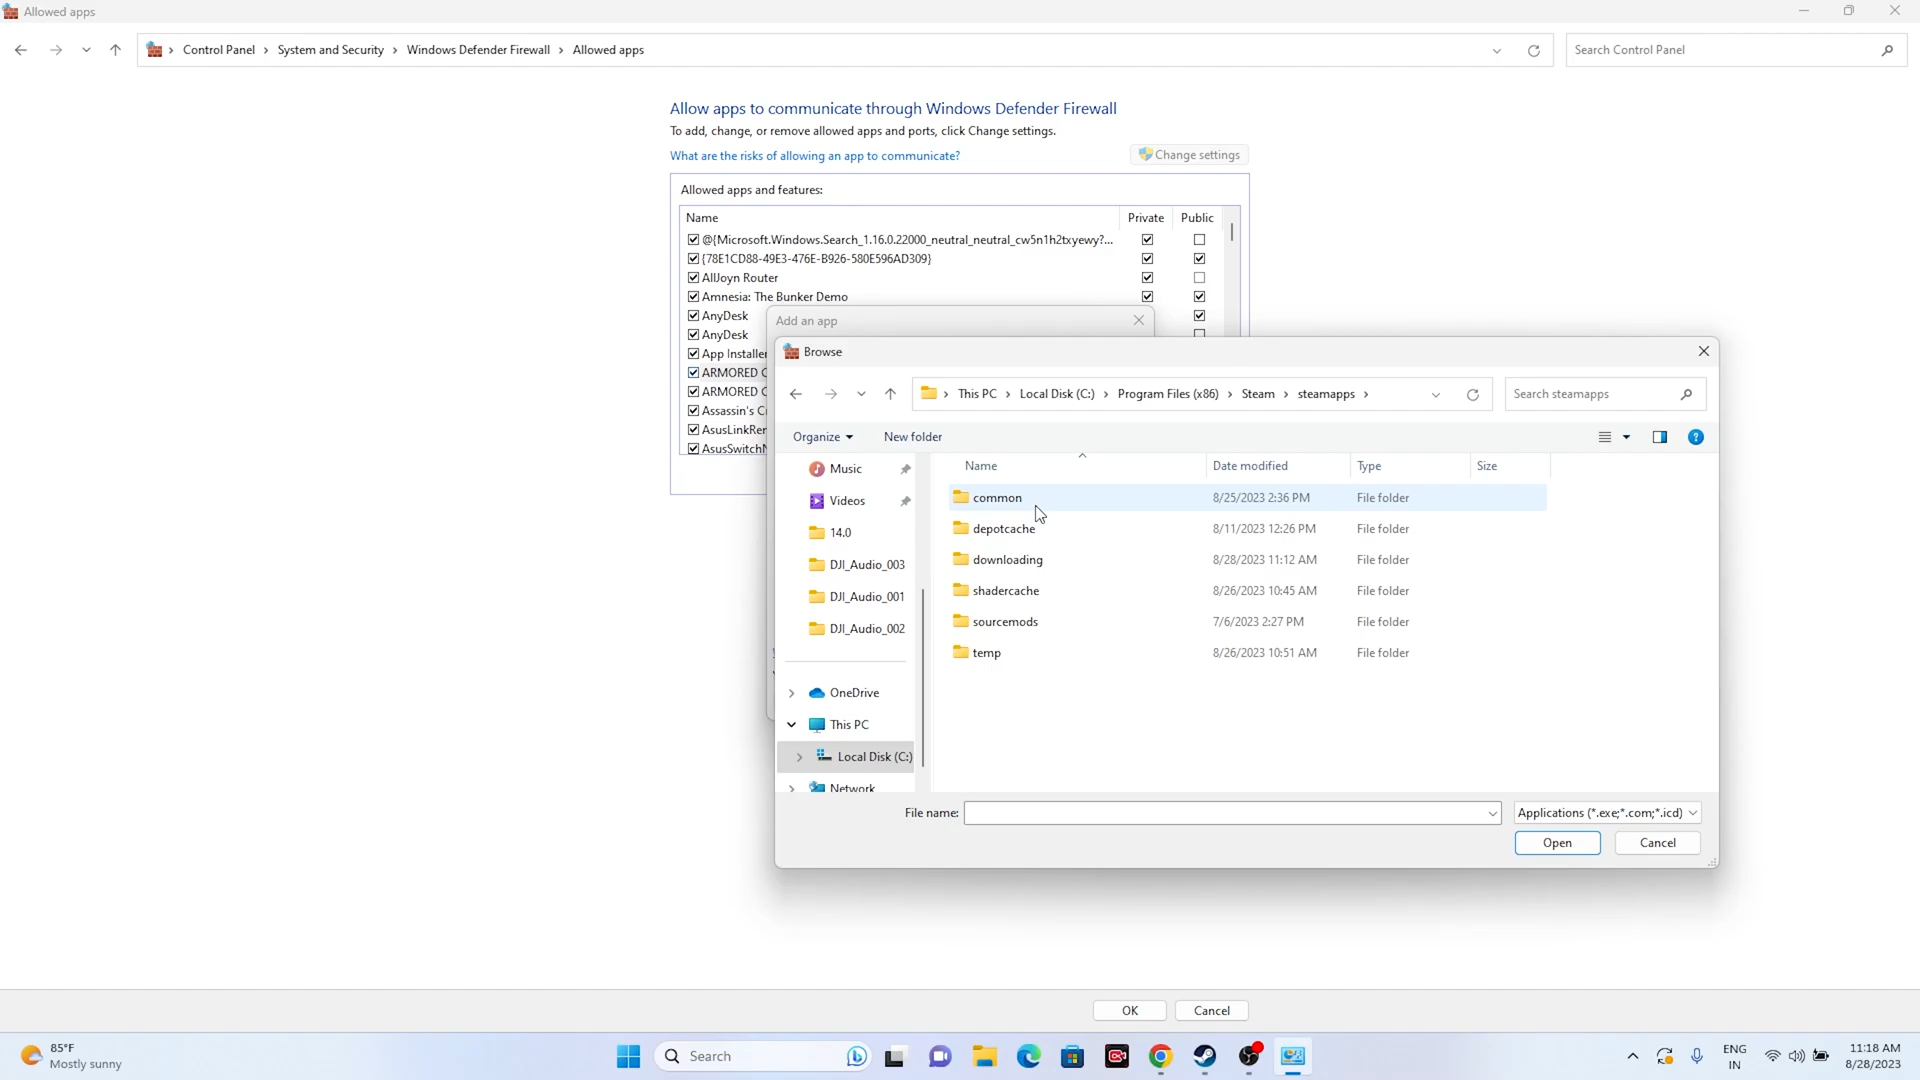 Allowed apps
Control Panel > System and Security > Windows Defender Firewall > Allowed apps
Search Control Panel
Allow apps to communicate through Windows Defender Firewall
To add, change, or remove allowed apps and ports, click Change settings.
What are the risks of allowing an app to communicate?
Change settings
Allowed apps and features:
Name Private Public
@{Microsoft.Windows.Search_1.16.0.22000_neutral_neutral_cw5n1h2txyewy?...
{78E1CD88-49E3-476E-B926-580E596AD309}
AllJoyn Router
Amnesia: The Bunker Demo
AnyDesk
AnyDesk
App Installer
ARMORED C
ARMORED C
Assassin's C
AsusLinkRe
AsusSwitch
Add an app
Browse
This PC > Local Disk (C:) > Program Files (x86) > Steam > steamapps >
Search steamapps
Organize New folder
Music
Videos
14.0
DJI_Audio_003
DJI_Audio_001
DJI_Audio_002
OneDrive
This PC
Local Disk (C:)
Network
Name Date modified Type Size
common 8/25/2023 2:36 PM File folder
depotcache 8/11/2023 12:26 PM File folder
downloading 8/28/2023 11:12 AM File folder
shadercache 8/26/2023 10:45 AM File folder
sourcemods 7/6/2023 2:27 PM File folder
temp 8/26/2023 10:51 AM File folder
File name:
Applications (*.exe;*.com;*.icd)
Open Cancel
OK Cancel
85°F
Mostly sunny
Search
ENG
IN
11:18 AM
8/28/2023